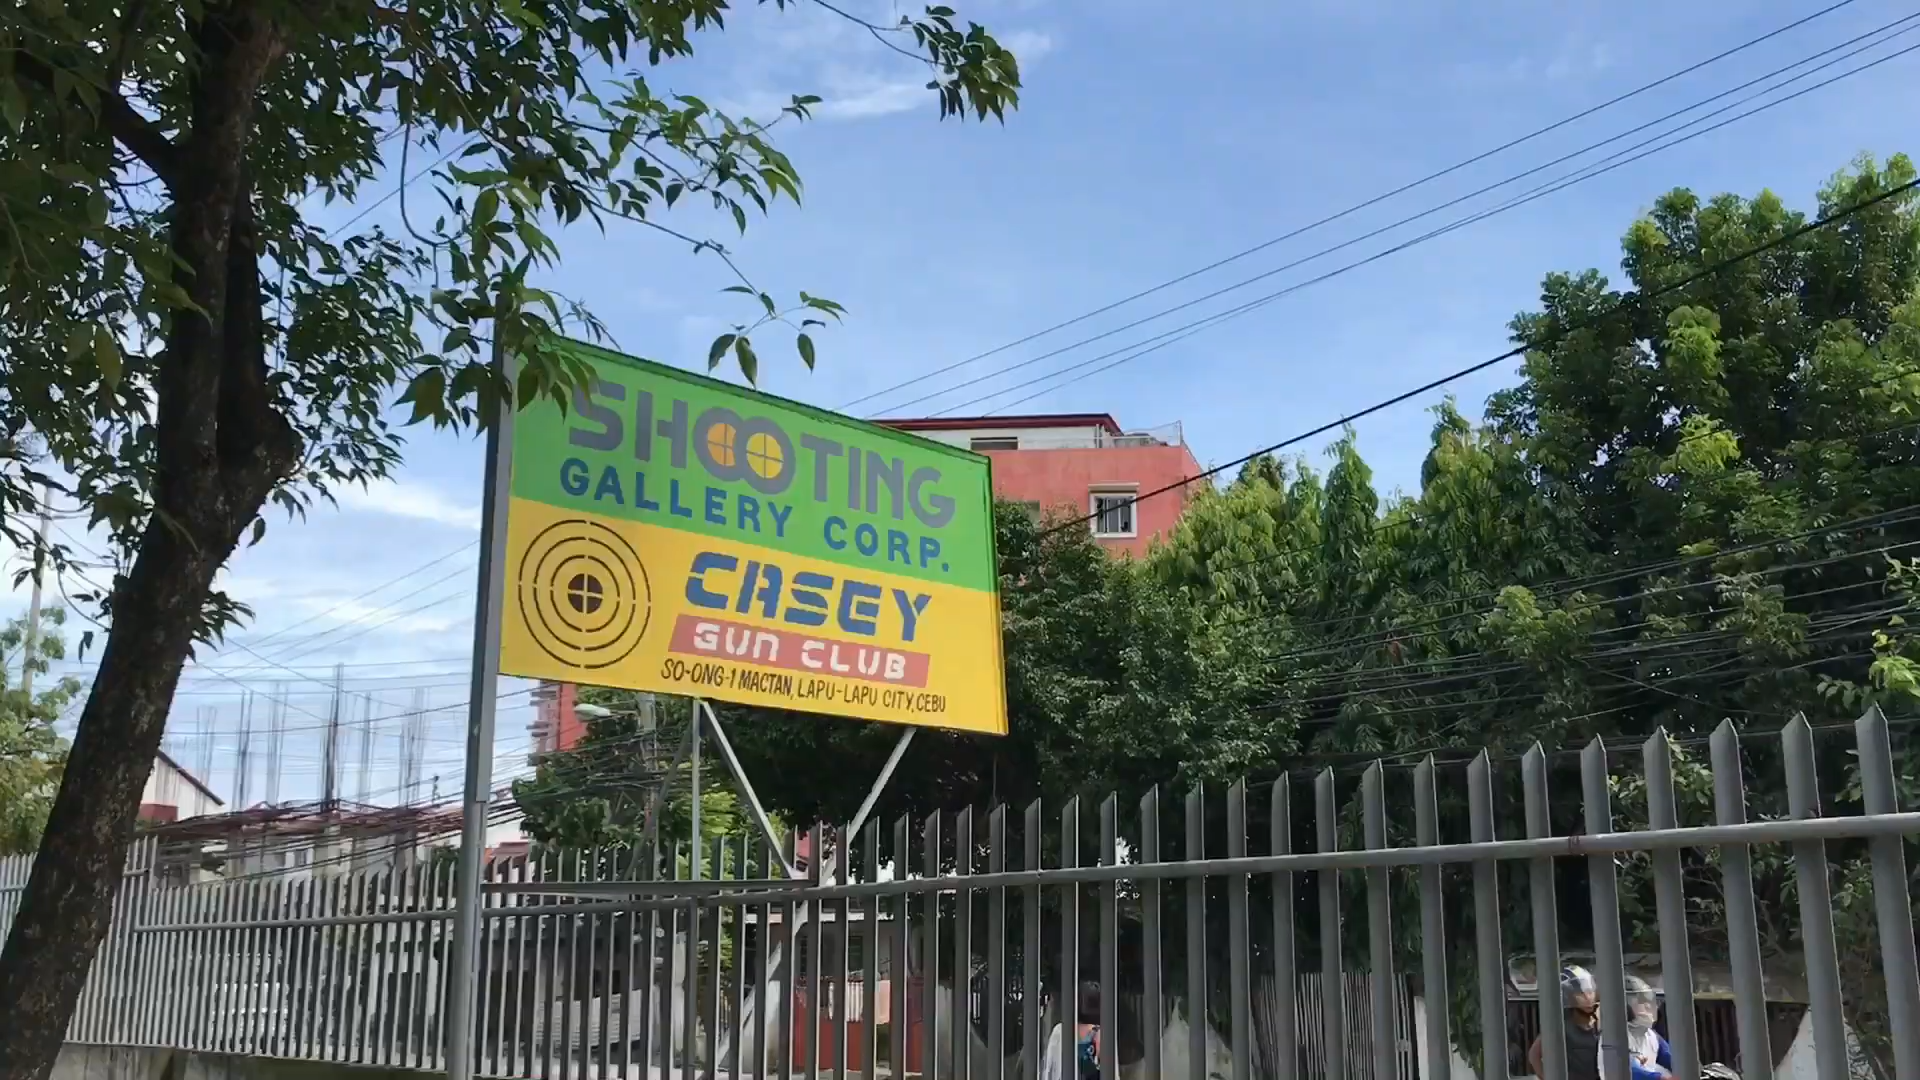 SHOOTING
GALLERY CORP.
CASEY
GUN CLUB
SO-ONG-1 MACTAN, LAPU-LAPU CITY, CEBU